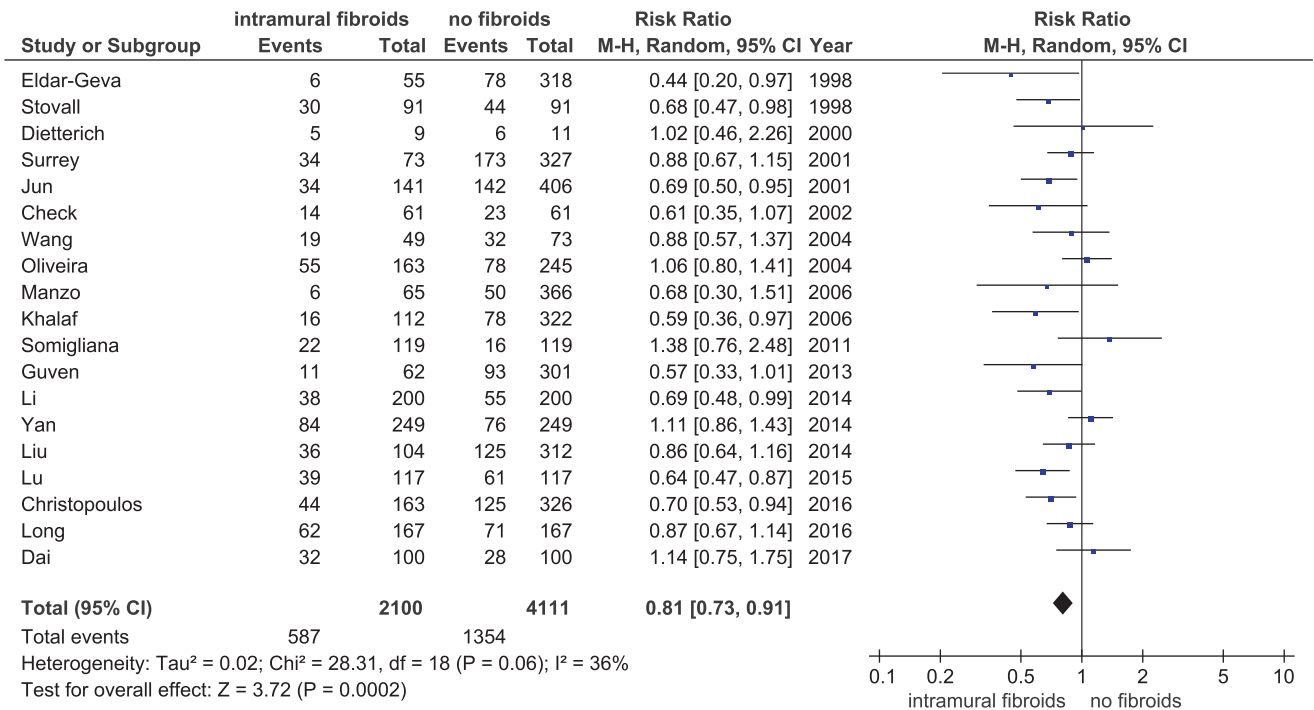 intramural fibroids no fibroids Risk Ratio Risk Ratio
Study or Subgroup Events Total Events Total M-H, Random, 95% CI Year M-H, Random, 95% CI
Eldar-Geva 6 55 78 318 0.44 [0.20, 0.97] 1998
Stovall 30 91 44 91 0.68 [0.47, 0.98] 1998
Dietterich 5 9 6 11 1.02 [0.46, 2.26] 2000
Surrey 34 73 173 327 0.88 [0.67, 1.15] 2001
Jun 34 141 142 406 0.69 [0.50, 0.95] 2001
Check 14 61 23 61 0.61 [0.35, 1.07] 2002
Wang 19 49 32 73 0.88 [0.57, 1.37] 2004
Oliveira 55 163 78 245 1.06 [0.80, 1.41] 2004
Manzo 6 65 50 366 0.68 [0.30, 1.51] 2006
Khalaf 16 112 78 322 0.59 [0.36, 0.97] 2006
Somigliana 22 119 16 119 1.38 [0.76, 2.48] 2011
Guven 11 62 93 301 0.57 [0.33, 1.01] 2013
Li 38 200 55 200 0.69 [0.48, 0.99] 2014
Yan 84 249 76 249 1.11 [0.86, 1.43] 2014
Liu 36 104 125 312 0.86 [0.64, 1.16] 2014
Lu 39 117 61 117 0.64 [0.47, 0.87] 2015
Christopoulos 44 163 125 326 0.70 [0.53, 0.94] 2016
Long 62 167 71 167 0.87 [0.67, 1.14] 2016
Dai 32 100 28 100 1.14 [0.75, 1.75] 2017
Total (95% CI) 2100 4111 0.81 [0.73, 0.91]
Total events 587 1354
Heterogeneity: Tau² = 0.02; Chi² = 28.31, df = 18 (P = 0.06); I² = 36%
Test for overall effect: Z = 3.72 (P = 0.0002)
0.1 0.2 0.5 1 2 5 10
intramural fibroids no fibroids